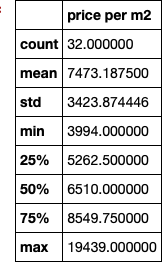 price per m2
count 32.000000
mean 7473.187500
std 3423.874446
min 3994.000000
25% 5262.500000
50% 6510.000000
75% 8549.750000
max 19439.000000